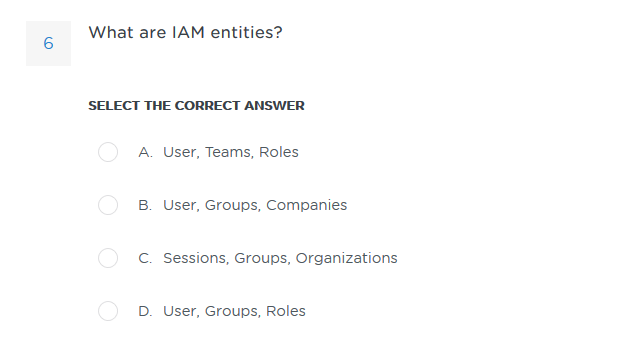 6
What are IAM entities?
SELECT THE CORRECT ANSWER
A. User, Teams, Roles
B. User, Groups, Companies
C. Sessions, Groups, Organizations
D. User, Groups, Roles